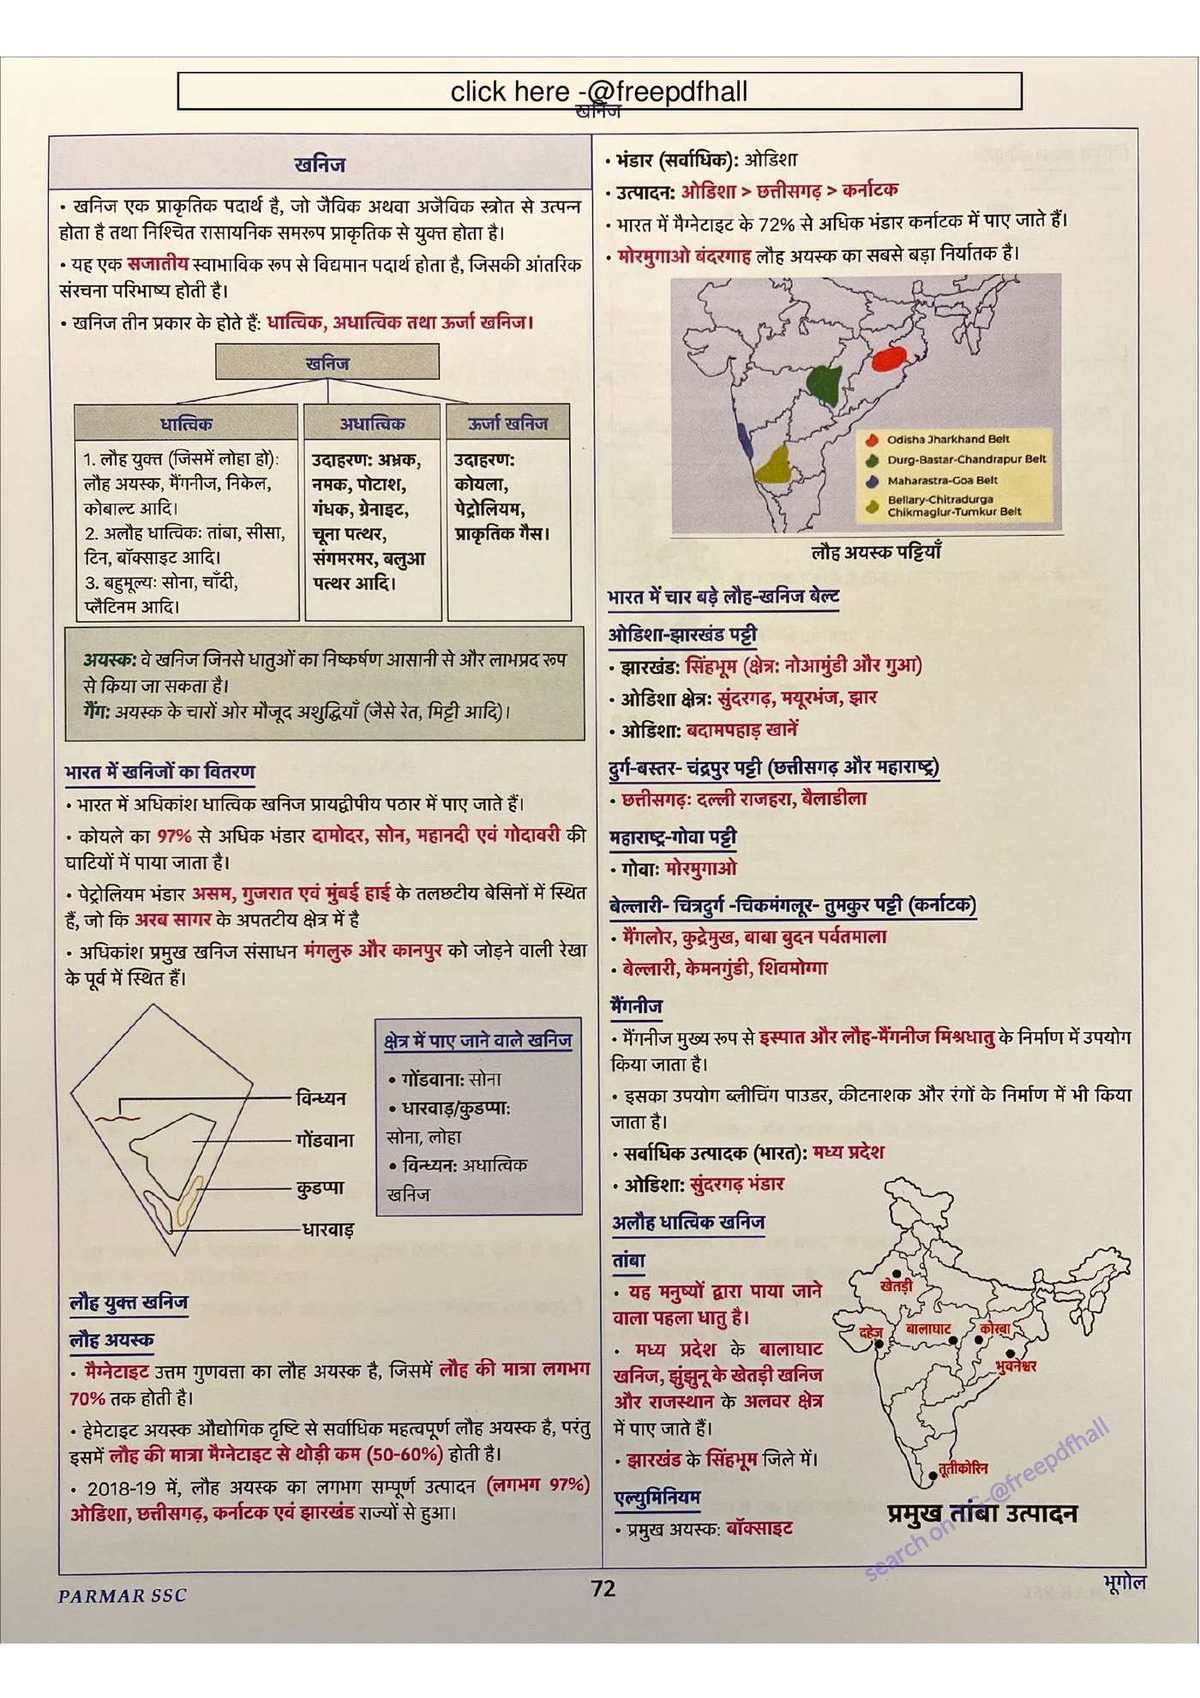 click here -@freepdfhall
खनिज
खनिज
• खनिज एक प्राकृतिक पदार्थ है, जो जैविक अथवा अजैविक स्त्रोत से उत्पन्न
होता है तथा निश्चित रासायनिक समरूप प्राकृतिक से युक्त होता है।
• यह एक सजातीय स्वाभाविक रूप से विद्यमान पदार्थ होता है, जिसकी आंतरिक
संरचना परिभाष्य होती है।
• खनिज तीन प्रकार के होते हैं: धात्विक, अधात्विक तथा ऊर्जा खनिज।
खनिज
धात्विक
1. लौह युक्त (जिसमें लोहा हो):
लौह अयस्क, मैंगनीज, निकेल,
कोबाल्ट आदि।
2. अलौह धात्विक: तांबा, सीसा,
टिन, बॉक्साइट आदि।
3. बहुमूल्य: सोना, चाँदी,
प्लैटिनम आदि।
अधात्विक
उदाहरण: अभ्रक,
नमक, पोटाश,
गंधक, ग्रेनाइट,
चूना पत्थर,
संगमरमर, बलुआ
पत्थर आदि।
ऊर्जा खनिज
उदाहरण:
कोयला,
पेट्रोलियम,
प्राकृतिक गैस।
अयस्क: वे खनिज जिनसे धातुओं का निष्कर्षण आसानी से और लाभप्रद रूप
से किया जा सकता है।
गैंग: अयस्क के चारों ओर मौजूद अशुद्धियाँ (जैसे रेत, मिट्टी आदि)।
भारत में खनिजों का वितरण
• भारत में अधिकांश धात्विक खनिज प्रायद्वीपीय पठार में पाए जाते हैं।
• कोयले का 97% से अधिक भंडार दामोदर, सोन, महानदी एवं गोदावरी की
घाटियों में पाया जाता है।
• पेट्रोलियम भंडार असम, गुजरात एवं मुंबई हाई के तलछटीय बेसिनों में स्थित
हैं, जो कि अरब सागर के अपतटीय क्षेत्र में है
• अधिकांश प्रमुख खनिज संसाधन मंगलुरु और कानपुर को जोड़ने वाली रेखा
के पूर्व में स्थित हैं।
विन्ध्यन
गोंडवाना
कुडप्पा
धारवाड़
क्षेत्र में पाए जाने वाले खनिज
• गोंडवाना: सोना
• धारवाड़/कुडप्पा:
सोना, लोहा
• विन्ध्यन: अधात्विक
खनिज
लौह युक्त खनिज
लौह अयस्क
• मैग्नेटाइट उत्तम गुणवत्ता का लौह अयस्क है, जिसमें लौह की मात्रा लगभग
70% तक होती है।
• हेमेटाइट अयस्क औद्योगिक दृष्टि से सर्वाधिक महत्वपूर्ण लौह अयस्क है, परंतु
इसमें लौह की मात्रा मैग्नेटाइट से थोड़ी कम (50-60%) होती है।
• 2018-19 में, लौह अयस्क का लगभग सम्पूर्ण उत्पादन (लगभग 97%)
ओडिशा, छत्तीसगढ़, कर्नाटक एवं झारखंड राज्यों से हुआ।
• भंडार (सर्वाधिक): ओडिशा
• उत्पादन: ओडिशा > छत्तीसगढ़ > कर्नाटक
• भारत में मैग्नेटाइट के 72% से अधिक भंडार कर्नाटक में पाए जाते हैं।
• मोरमुगाओ बंदरगाह लौह अयस्क का सबसे बड़ा निर्यातक है।
Odisha Jharkhand Belt
Durg-Bastar-Chandrapur Belt
Maharastra-Goa Belt
Bellary-Chitradurga
Chikmaglur-Tumkur Belt
लौह अयस्क पट्टियाँ
भारत में चार बड़े लौह-खनिज बेल्ट
ओडिशा-झारखंड पट्टी
• झारखंड: सिंहभूम (क्षेत्र: नोआमुंडी और गुआ)
• ओडिशा क्षेत्र: सुंदरगढ़, मयूरभंज, झार
• ओडिशा: बदामपहाड़ खानें
दुर्ग-बस्तर- चंद्रपुर पट्टी (छत्तीसगढ़ और महाराष्ट्र)
• छत्तीसगढ़: दल्ली राजहरा, बैलाडीला
महाराष्ट्र-गोवा पट्टी
• गोवा: मोरमुगाओ
बेल्लारी- चित्रदुर्ग -चिकमंगलूर- तुमकुर पट्टी (कर्नाटक)
• मैंगलोर, कुद्रेमुख, बाबा बुदन पर्वतमाला
• बेल्लारी, केमनगुंडी, शिवमोग्गा
मैंगनीज
• मैंगनीज मुख्य रूप से इस्पात और लौह-मैंगनीज मिश्रधातु के निर्माण में उपयोग
किया जाता है।
• इसका उपयोग ब्लीचिंग पाउडर, कीटनाशक और रंगों के निर्माण में भी किया
जाता है।
• सर्वाधिक उत्पादक (भारत): मध्य प्रदेश
• ओडिशा: सुंदरगढ़ भंडार
अलौह धात्विक खनिज
तांबा
• यह मनुष्यों द्वारा पाया जाने
वाला पहला धातु है।
• मध्य प्रदेश के बालाघाट
खनिज, झुंझुनू के खेतड़ी खनिज
और राजस्थान के अलवर क्षेत्र
में पाए जाते हैं।
• झारखंड के सिंहभूम जिले में।
एल्युमिनियम
• प्रमुख अयस्क: बॉक्साइट
खेतड़ी
दहेज
बालाघाट
कोरबा
भुवनेश्वर
तूतीकोरिन
प्रमुख तांबा उत्पादन
PARMAR SSC
72
भूगोल